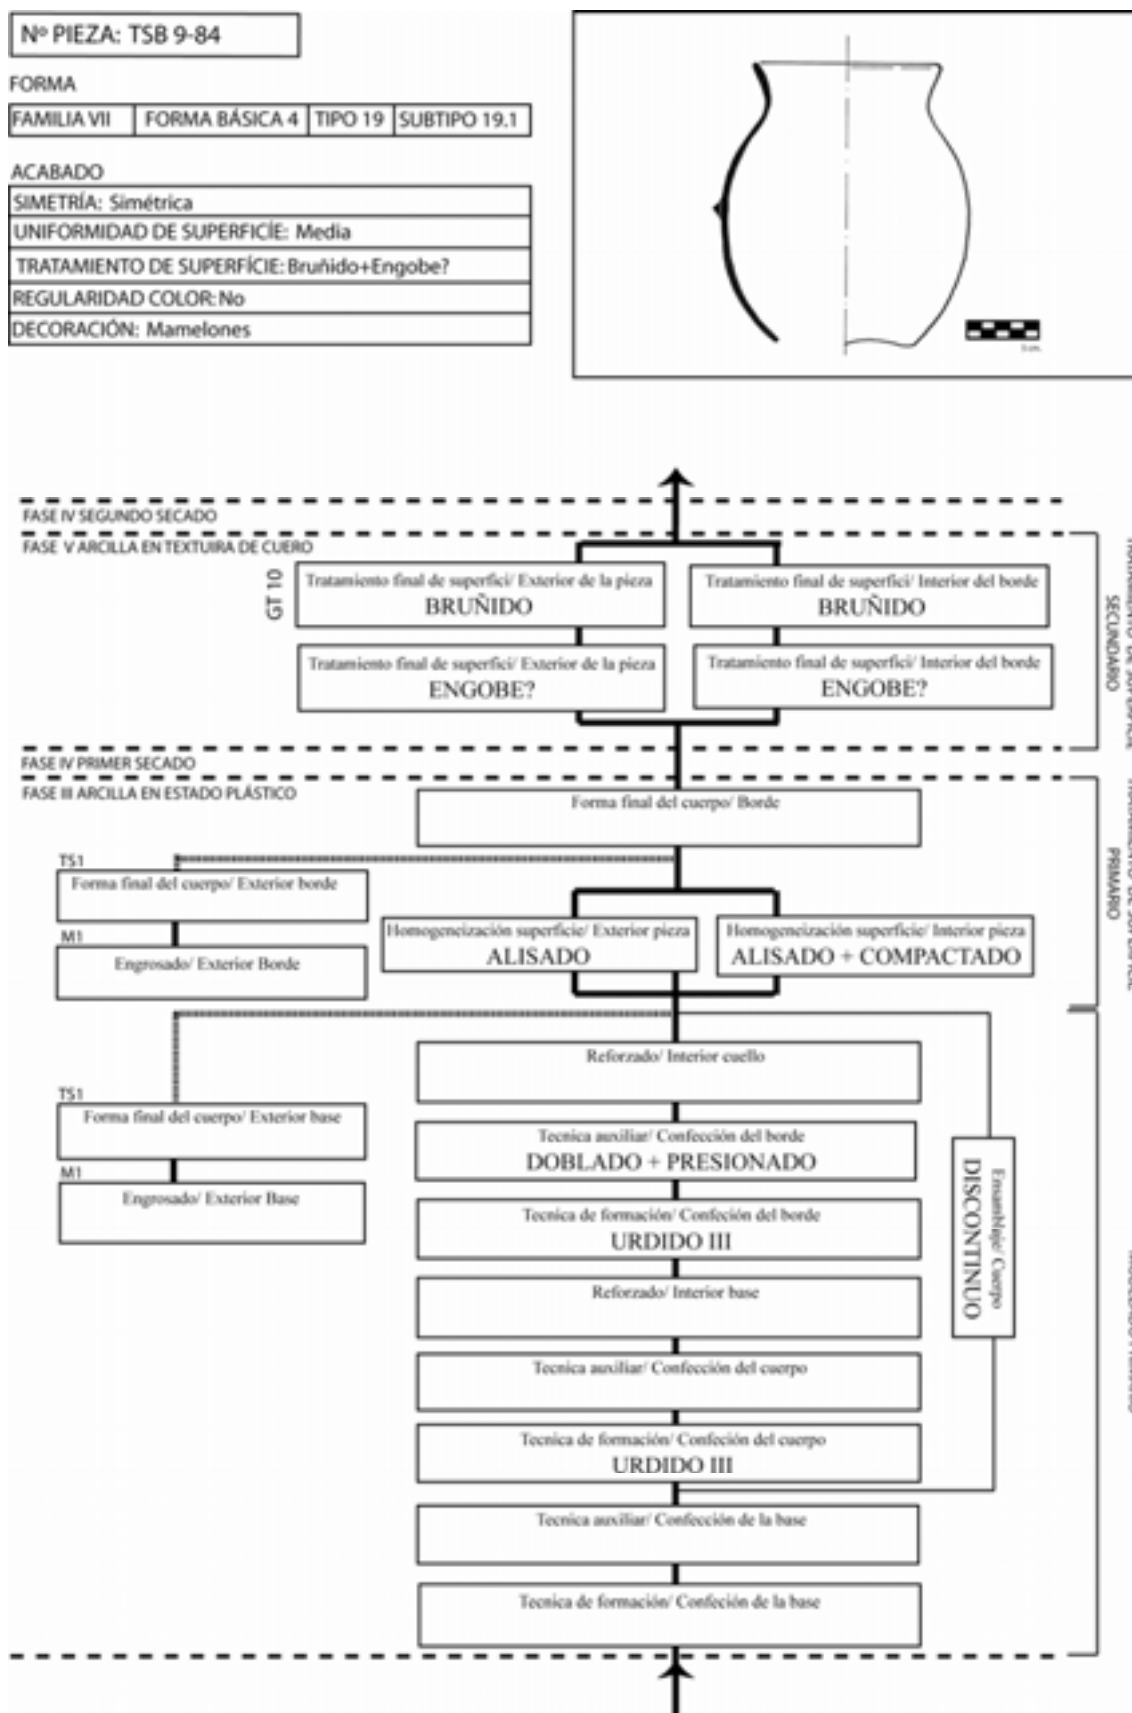 Nº PIEZA: TSB 9-84
FORMA
FAMILIA VII FORMA BÁSICA 4 TIPO 19 SUBTIPO 19.1
ACABADO
SIMETRÍA: Simétrica
UNIFORMIDAD DE SUPERFICÍE: Media
TRATAMIENTO DE SUPERFÍCIE: Bruñido+Engobe?
REGULARIDAD COLOR: No
DECORACIÓN: Mamelones
FASE IV SEGUNDO SECADO
FASE V ARCILLA EN TEXTUIRA DE CUERO
GT 10
Tratamiento final de superfici/ Exterior de la pieza
BRUÑIDO
Tratamiento final de superfici/ Interior del borde
BRUÑIDO
Tratamiento final de superfici/ Exterior de la pieza
ENGOBE?
Tratamiento final de superfici/ Interior del borde
ENGOBE?
SECUNDARIO
FASE IV PRIMER SECADO
FASE III ARCILLA EN ESTADO PLÁSTICO
Forma final del cuerpo/ Borde
PRIMARIO
TS1
Forma final del cuerpo/ Exterior borde
M1
Engrosado/ Exterior Borde
Homogeneización superficie/ Exterior pieza
ALISADO
Homogeneización superficie/ Interior pieza
ALISADO + COMPACTADO
Reforzado/ Interior cuello
TS1
Forma final del cuerpo/ Exterior base
M1
Engrosado/ Exterior Base
Tecnica auxiliar/ Confección del borde
DOBLADO + PRESIONADO
Tecnica de formación/ Confeción del borde
URDIDO III
Ensamblaje/ Cuerpo
DISCONTINUO
Reforzado/ Interior base
Tecnica auxiliar/ Confección del cuerpo
Tecnica de formación/ Confeción del cuerpo
URDIDO III
Tecnica auxiliar/ Confección de la base
Tecnica de formación/ Confeción de la base